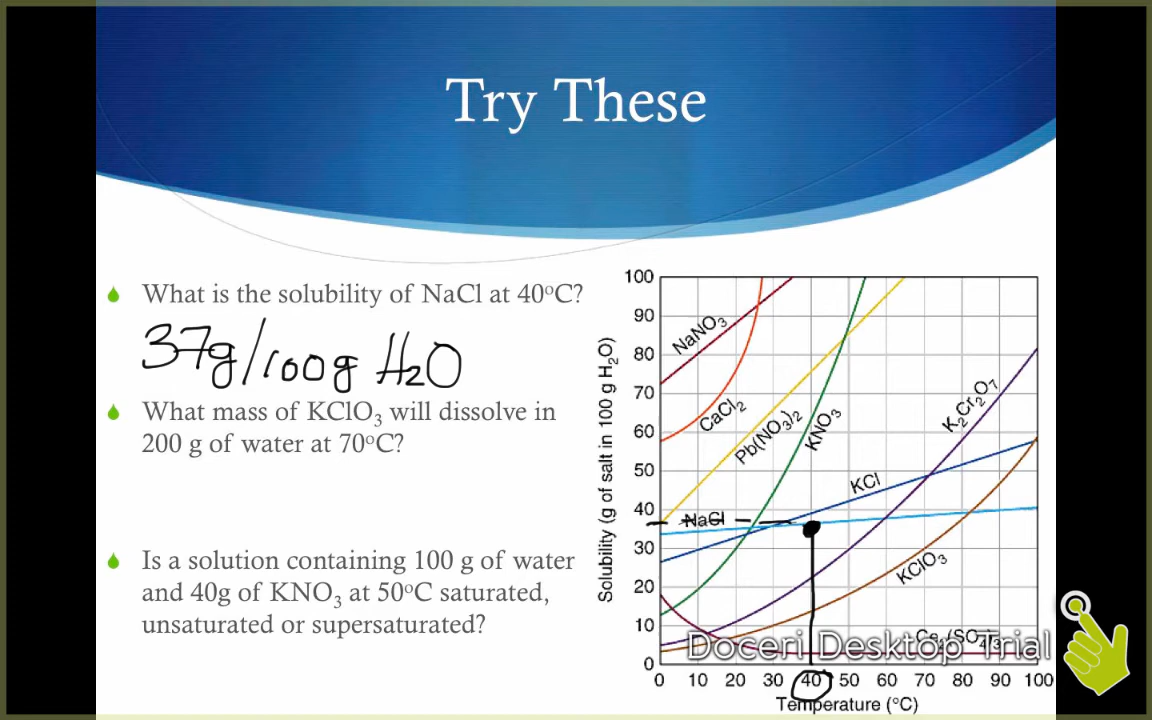 Try These
What is the solubility of NaCl at 40°C?
37g/100g H₂O
What mass of KClO₃ will dissolve in
200 g of water at 70°C?
Is a solution containing 100 g of water
and 40g of KNO₃ at 50°C saturated,
unsaturated or supersaturated?
Solubility (g of salt in 100 g H₂O)
100
90
80
70
60
50
40
30
20
10
0
NaNO₃
CaCl₂
Pb(NO₃)₂
KNO₃
K₂Cr₂O₇
KCl
NaCl
KClO₃
Ce₂(SO₄)₃
Doceri Desktop Trial
0 10 20 30 40 50 60 70 80 90 100
Temperature (°C)